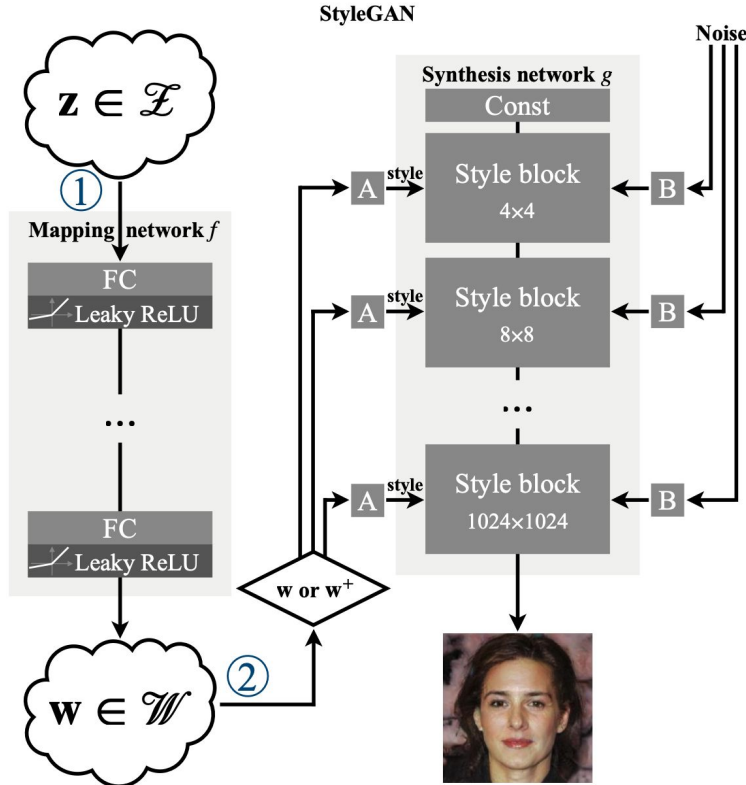 StyleGAN
Noise
z ∈ 𝒵
Synthesis network g
Const
A
style
Style block
4×4
B
①
Mapping network f
FC
Leaky ReLU
A
style
Style block
8×8
B
...
...
A
style
Style block
1024×1024
B
FC
Leaky ReLU
w or w⁺
②
w ∈ 𝒲